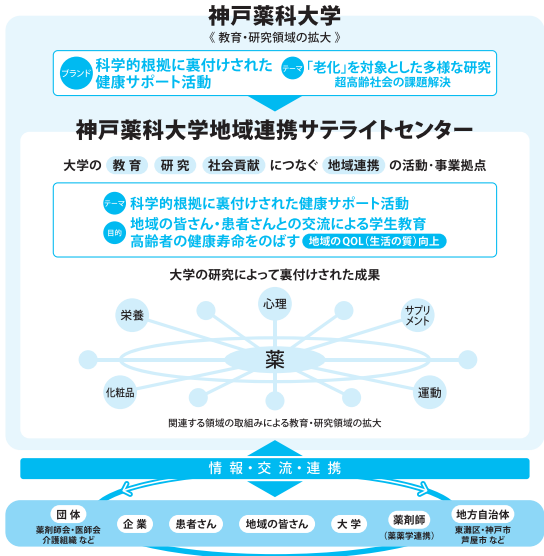 神戸薬科大学
《 教育・研究領域の拡大 》
ブランド
科学的根拠に裏付けされた
健康サポート活動
テーマ
「老化」を対象とした多様な研究
超高齢社会の課題解決
神戸薬科大学地域連携サテライトセンター
大学の 教育 研究 社会貢献 につなぐ 地域連携 の活動・事業拠点
テーマ
科学的根拠に裏付けされた健康サポート活動
目的
地域の皆さん・患者さんとの交流による学生教育
高齢者の健康寿命をのばす 地域のQOL(生活の質)向上
大学の研究によって裏付けされた成果
栄養
心理
サプリ
メント
薬
化粧品
運動
関連する領域の取組みによる教育・研究領域の拡大
情報・交流・連携
団体
薬剤師会・医師会
介護組織 など
企業
患者さん
地域の皆さん
大学
薬剤師
(薬薬学連携)
地方自治体
東灘区・神戸市
芦屋市 など